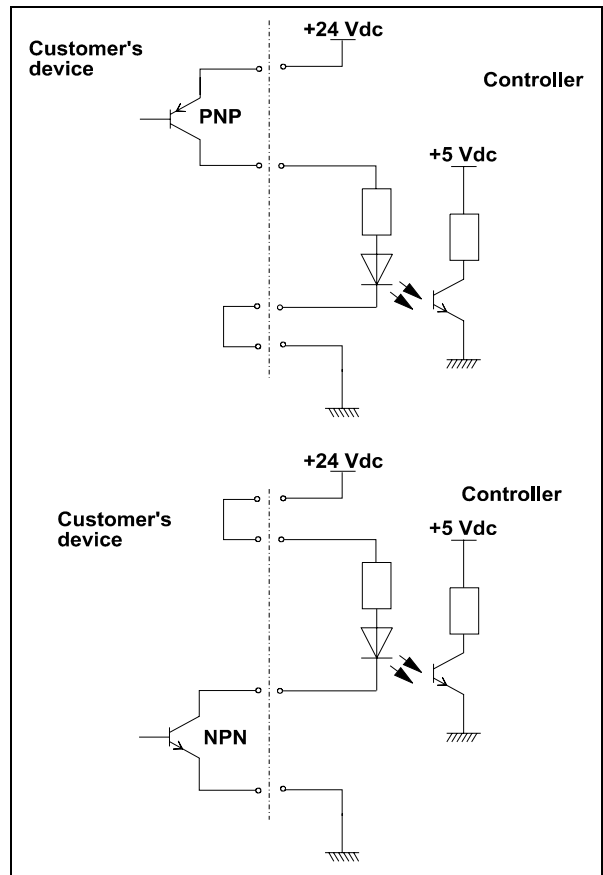 +24 Vdc
Customer's
device
Controller
PNP
+5 Vdc
+24 Vdc
Controller
Customer's
device
+5 Vdc
NPN